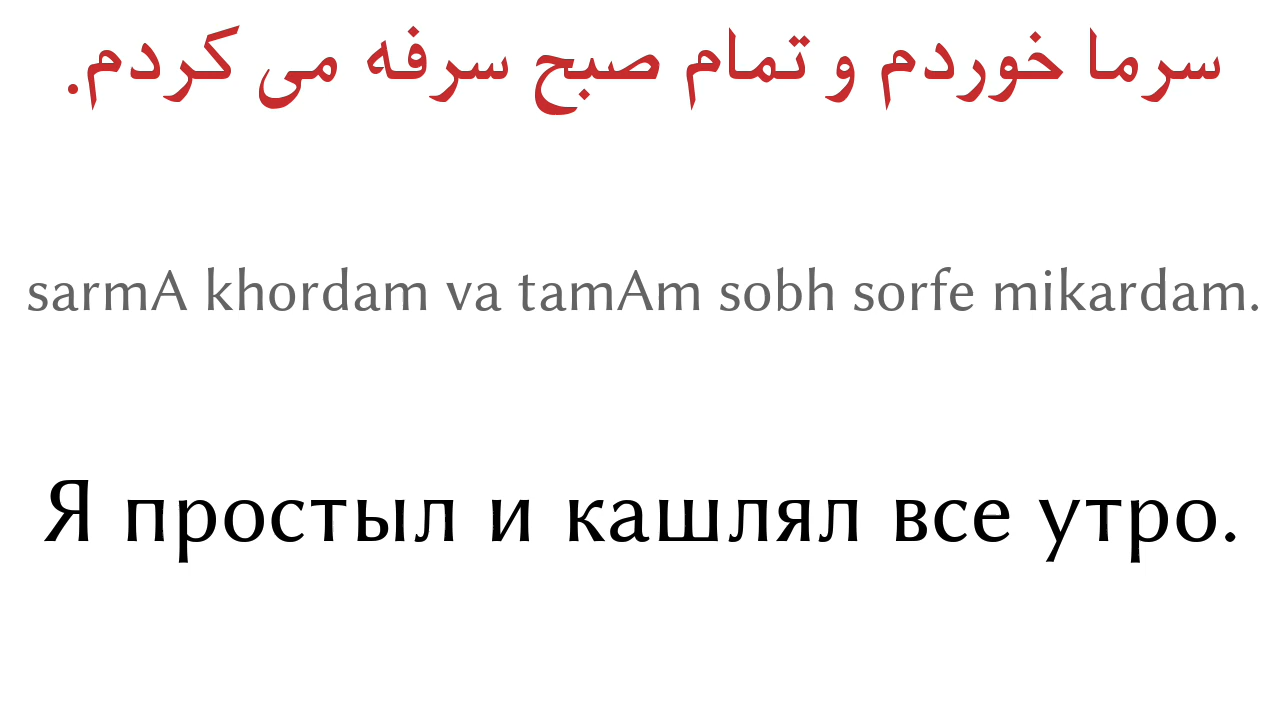 سرما خوردم و تمام صبح سرفه می کردم.
sarmA khordam va tamAm sobh sorfe mikardam.
Я простыл и кашлял все утро.